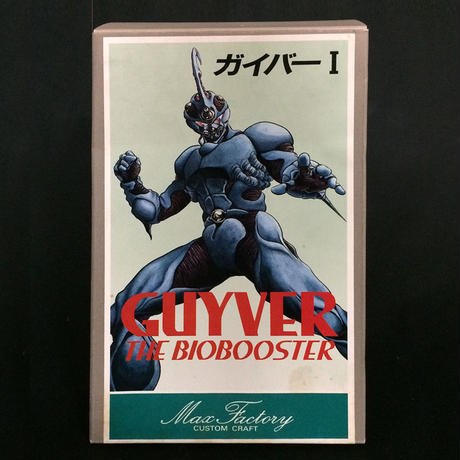 ガイバーI
GUYVER
THE BIOBOOSTER
Max Factory
CUSTOM CRAFT